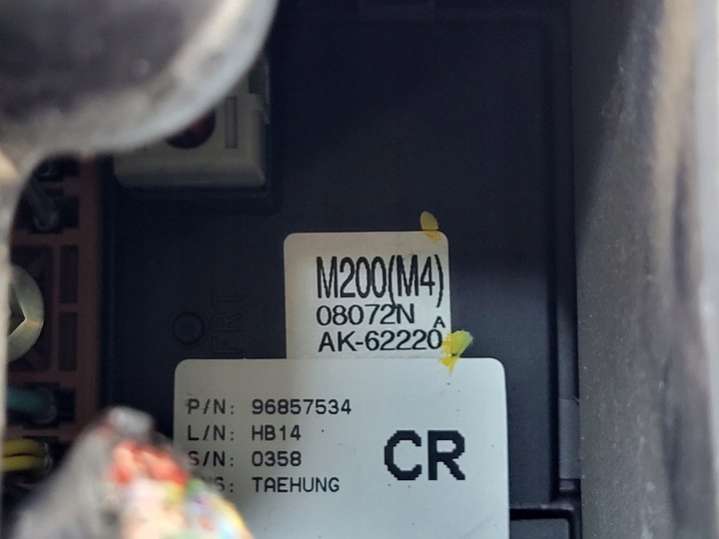 M200(M4)
08072N
AK-62220 A
P/N: 96857534
L/N: HB14
S/N: 0358
TAEHUNG
CR